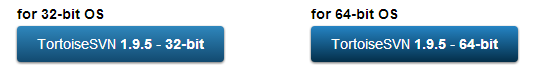 for 32-bit OS
TortoiseSVN 1.9.5 - 32-bit
for 64-bit OS
TortoiseSVN 1.9.5 - 64-bit